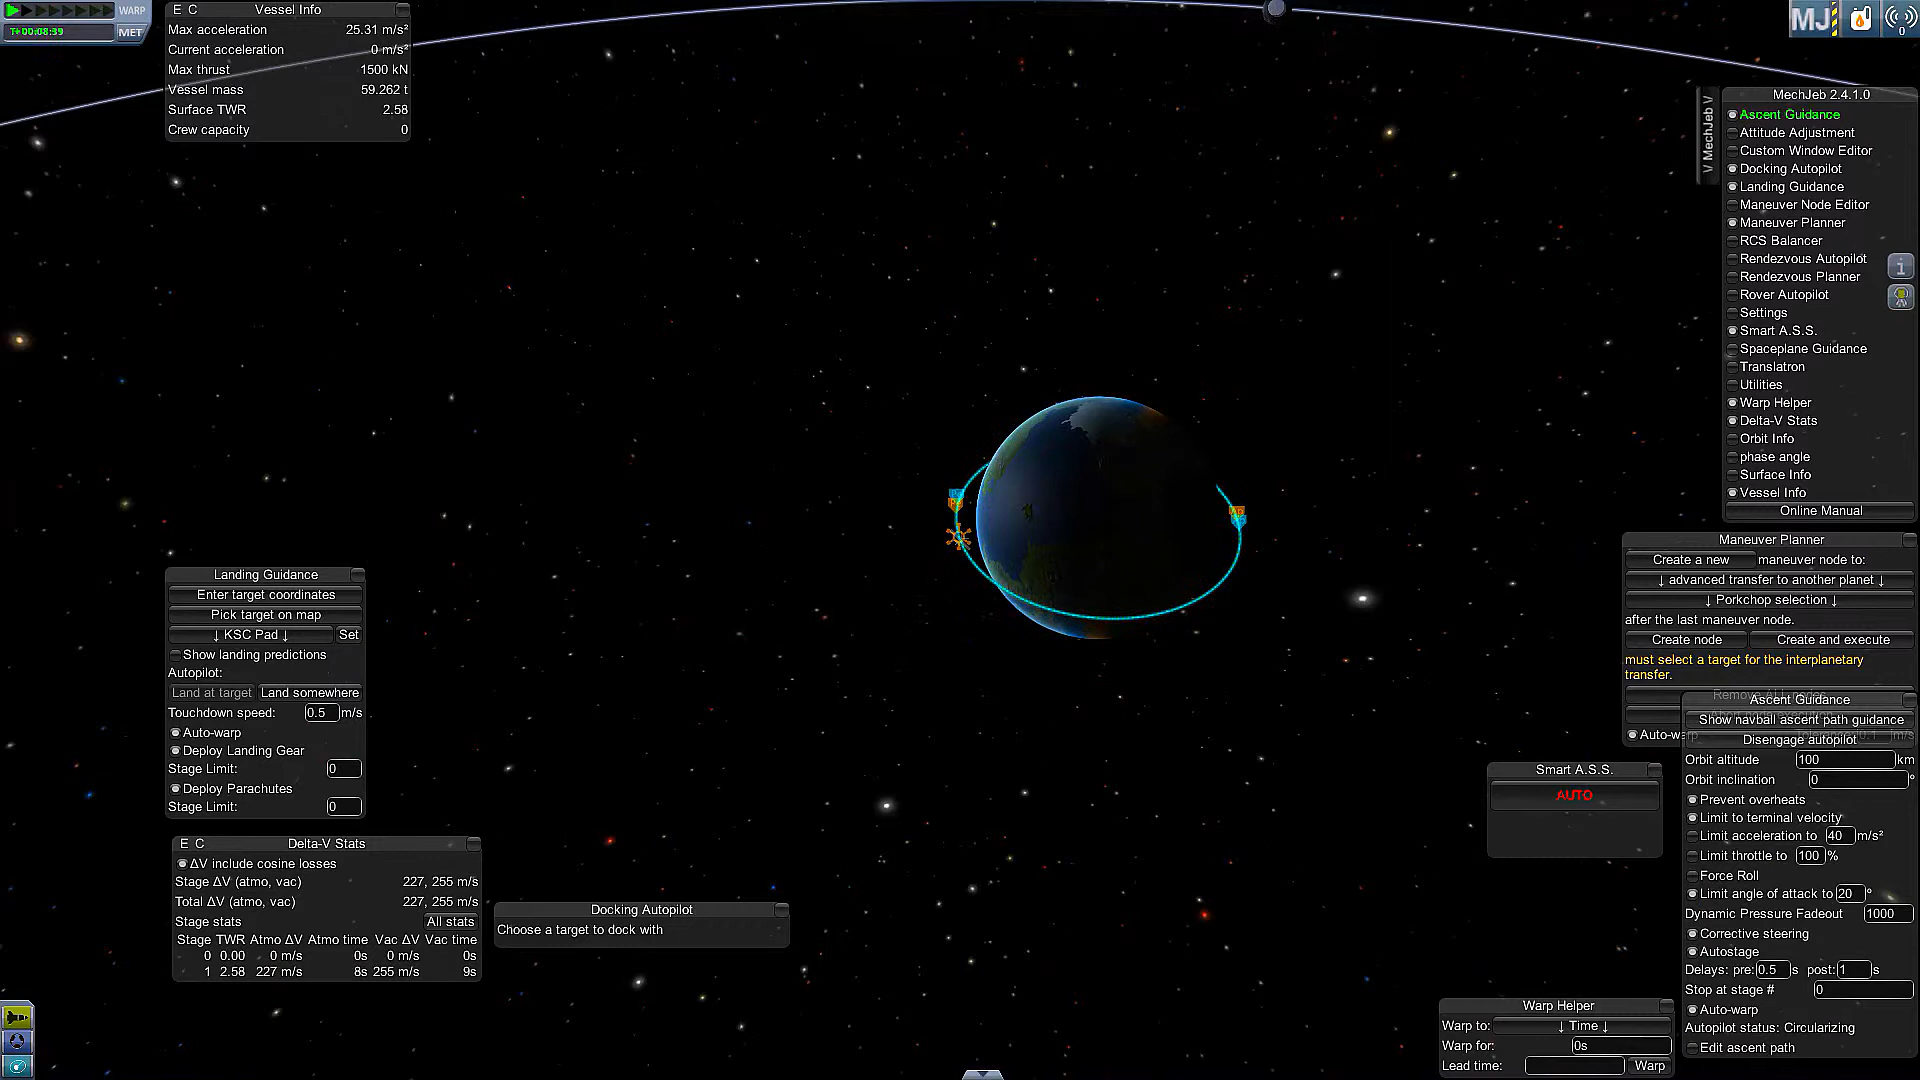 WARP
T+00:08:39
MET
E C Vessel Info
Max acceleration 25.31 m/s²
Current acceleration 0 m/s²
Max thrust 1500 kN
Vessel mass 59.262 t
Surface TWR 2.58
Crew capacity 0
MJ
0
V MechJeb V
MechJeb 2.4.1.0
Ascent Guidance
Attitude Adjustment
Custom Window Editor
Docking Autopilot
Landing Guidance
Maneuver Node Editor
Maneuver Planner
RCS Balancer
Rendezvous Autopilot
Rendezvous Planner
Rover Autopilot
Settings
Smart A.S.S.
Spaceplane Guidance
Translatron
Utilities
Warp Helper
Delta-V Stats
Orbit Info
phase angle
Surface Info
Vessel Info
Online Manual
Maneuver Planner
Create a new maneuver node to:
↓ advanced transfer to another planet ↓
↓ Porkchop selection ↓
after the last maneuver node.
Create node Create and execute
must select a target for the interplanetary
transfer.
Remove ALL nodes
Auto-warp Tolerance: 0.1 m/s
Ascent Guidance
Show navball ascent path guidance
Disengage autopilot
Orbit altitude 100 km
Orbit inclination 0 °
Prevent overheats
Limit to terminal velocity
Limit acceleration to 40 m/s²
Limit throttle to 100 %
Force Roll
Limit angle of attack to 20 °
Dynamic Pressure Fadeout 1000
Corrective steering
Autostage
Delays: pre: 0.5 s post: 1 s
Stop at stage # 0
Auto-warp
Autopilot status: Circularizing
Edit ascent path
Landing Guidance
Enter target coordinates
Pick target on map
↓ KSC Pad ↓ Set
Show landing predictions
Autopilot:
Land at target Land somewhere
Touchdown speed: 0.5 m/s
Auto-warp
Deploy Landing Gear
Stage Limit: 0
Deploy Parachutes
Stage Limit: 0
Smart A.S.S.
AUTO
E C Delta-V Stats
ΔV include cosine losses
Stage ΔV (atmo, vac) 227, 255 m/s
Total ΔV (atmo, vac) 227, 255 m/s
Stage stats All stats
Stage TWR Atmo ΔV Atmo time Vac ΔV Vac time
0 0.00 0 m/s 0s 0 m/s 0s
1 2.58 227 m/s 8s 255 m/s 9s
Docking Autopilot
Choose a target to dock with
Warp Helper
Warp to: ↓ Time ↓
Warp for: 0s
Lead time: Warp